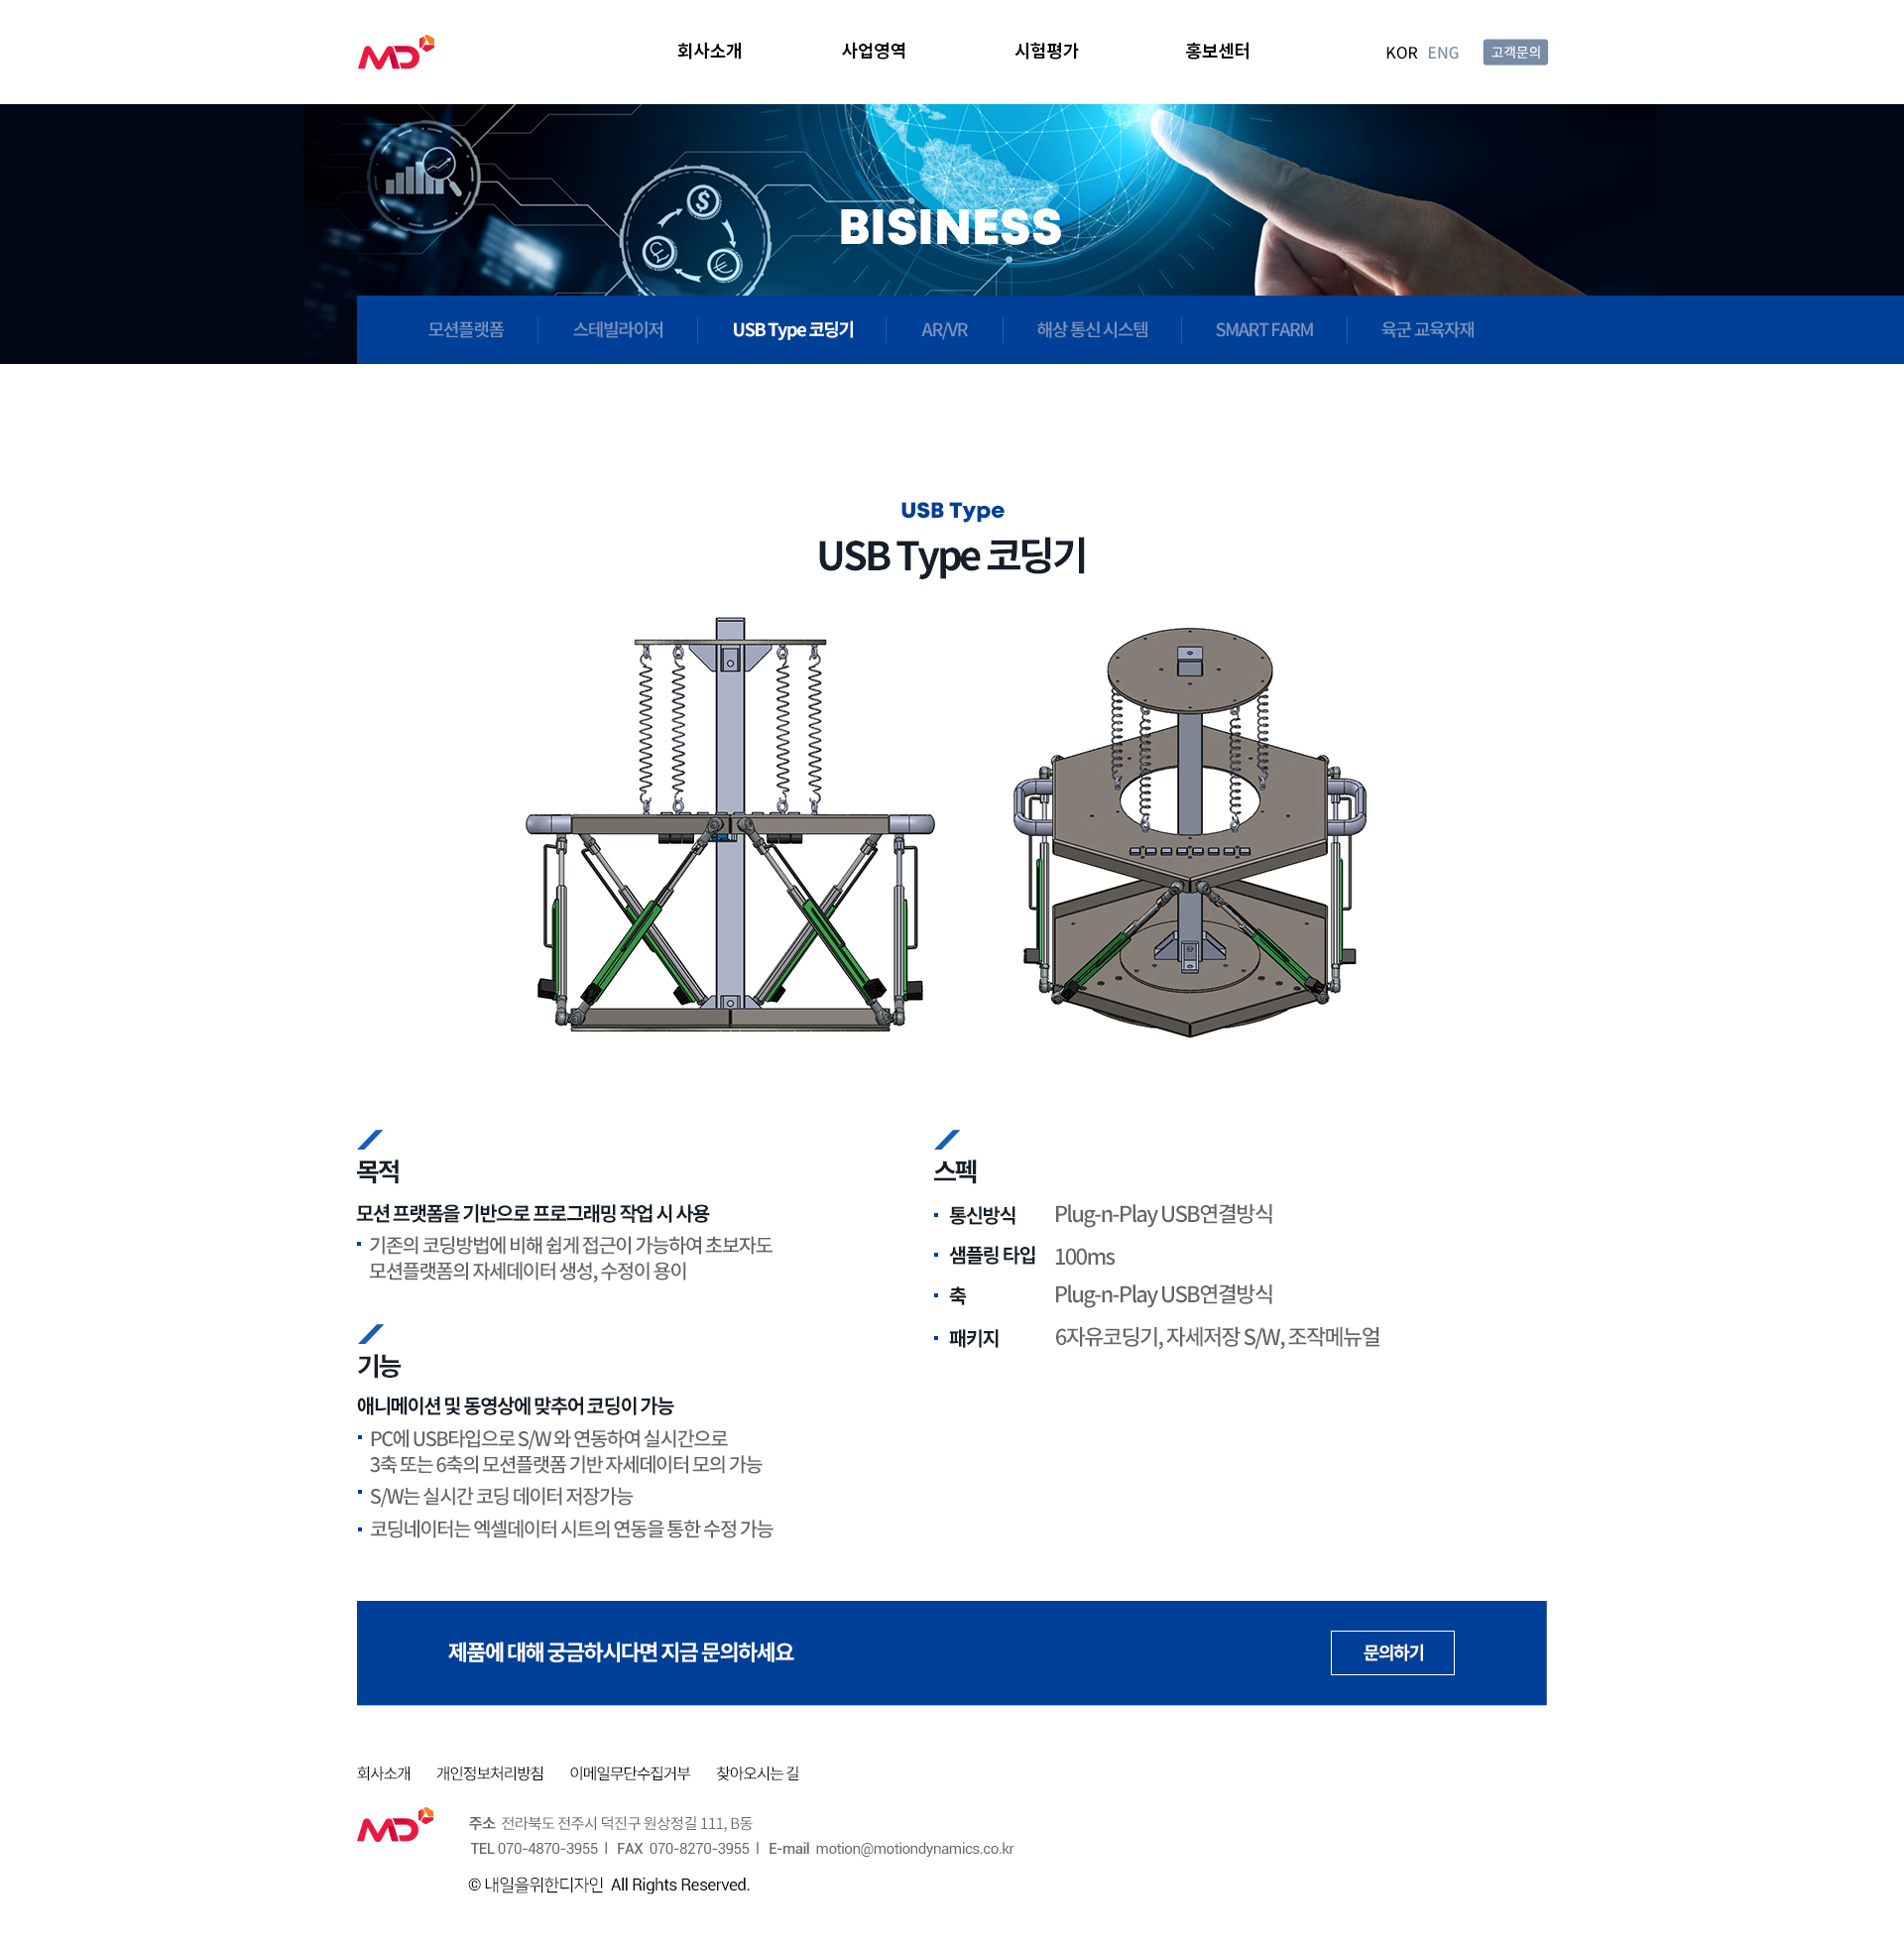 MD
회사소개 사업영역 시험평가 홍보센터 KOR ENG 고객문의
BISINESS
모션플랫폼 스테빌라이저 USB Type 코딩기 AR/VR 해상 통신 시스템 SMART FARM 육군 교육자재
USB Type
USB Type 코딩기
목적
모션 프랫폼을 기반으로 프로그래밍 작업 시 사용
기존의 코딩방법에 비해 쉽게 접근이 가능하여 초보자도
모션플랫폼의 자세데이터 생성, 수정이 용이
기능
애니메이션 및 동영상에 맞추어 코딩이 가능
PC에 USB타입으로 S/W 와 연동하여 실시간으로
3축 또는 6축의 모션플랫폼 기반 자세데이터 모의 가능
S/W는 실시간 코딩 데이터 저장가능
코딩네이터는 엑셀데이터 시트의 연동을 통한 수정 가능
스펙
통신방식 Plug-n-Play USB연결방식
샘플링 타입 100ms
축 Plug-n-Play USB연결방식
패키지 6자유코딩기, 자세저장 S/W, 조작메뉴얼
제품에 대해 궁금하시다면 지금 문의하세요 문의하기
회사소개 개인정보처리방침 이메일무단수집거부 찾아오시는 길
MD
주소 전라북도 전주시 덕진구 원상정길 111, B동
TEL 070-4870-3955 | FAX 070-8270-3955 | E-mail motion@motiondynamics.co.kr
© 내일을위한디자인 All Rights Reserved.